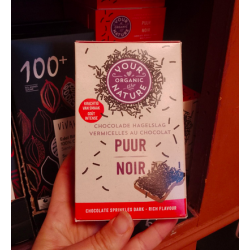 100+
YOUR
ORGANIC
NATURE
CHOCOLADE HAGELSLAG
VERMICELLES AU CHOCOLAT
PUUR
NOIR
CHOCOLATE SPRINKLES DARK - RICH FLAVOUR